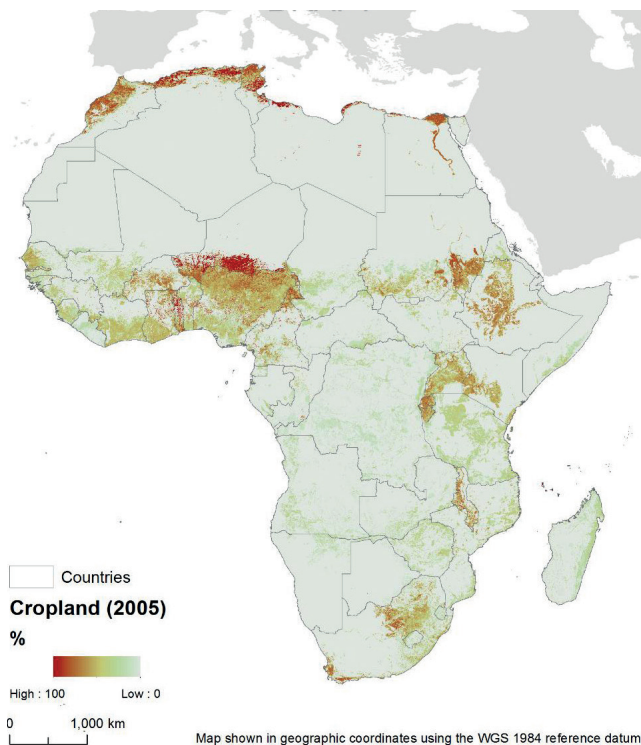 Countries
Cropland (2005)
%
High : 100 Low : 0
0 1,000 km
Map shown in geographic coordinates using the WGS 1984 reference datum